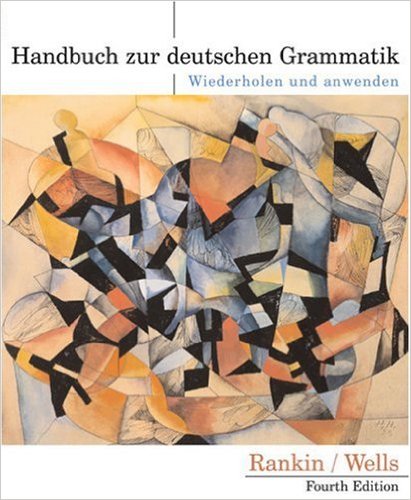 Handbuch zur deutschen Grammatik
Wiederholen und anwenden
Rankin / Wells
Fourth Edition